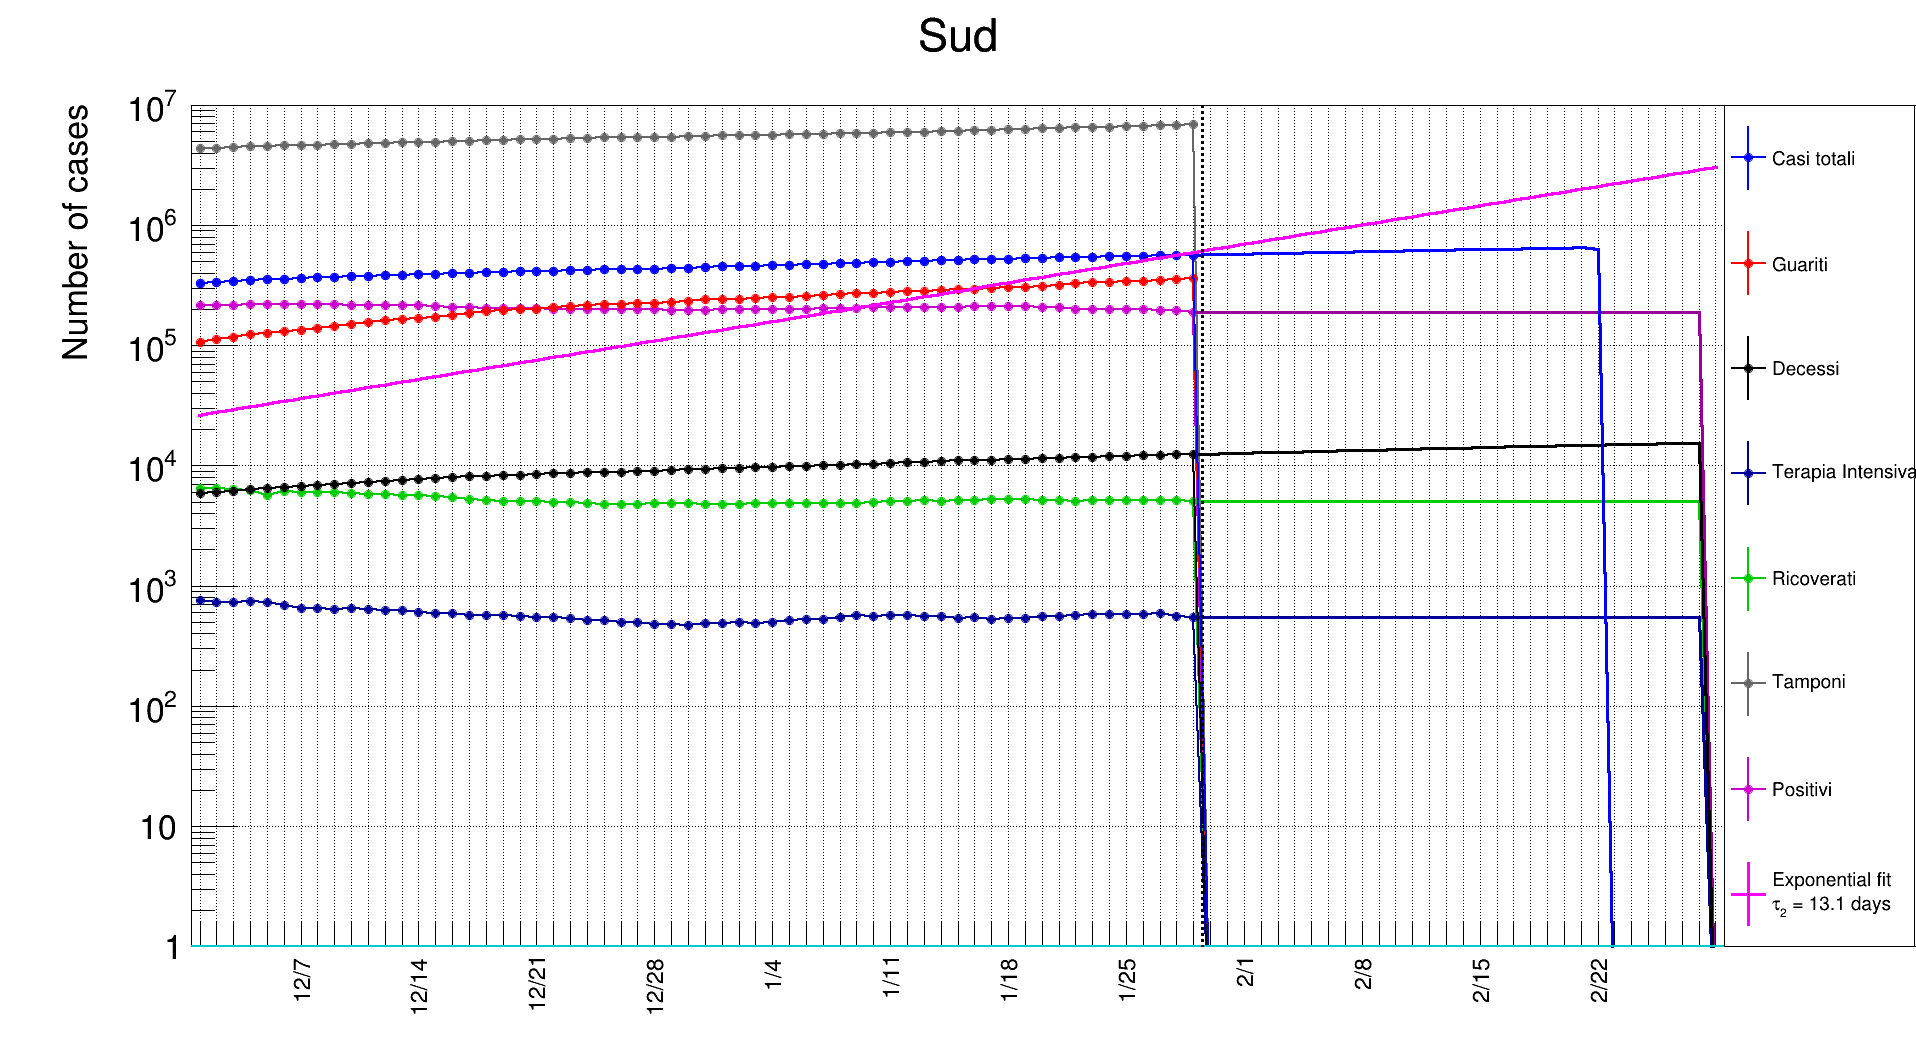 Sud
Number of cases
10^7
10^6
10^5
10^4
10^3
10^2
10
1
12/7
12/14
12/21
12/28
1/4
1/11
1/18
1/25
2/1
2/8
2/15
2/22
Casi totali
Guariti
Decessi
Terapia Intensiva
Ricoverati
Tamponi
Positivi
Exponential fit
τ_2 = 13.1 days